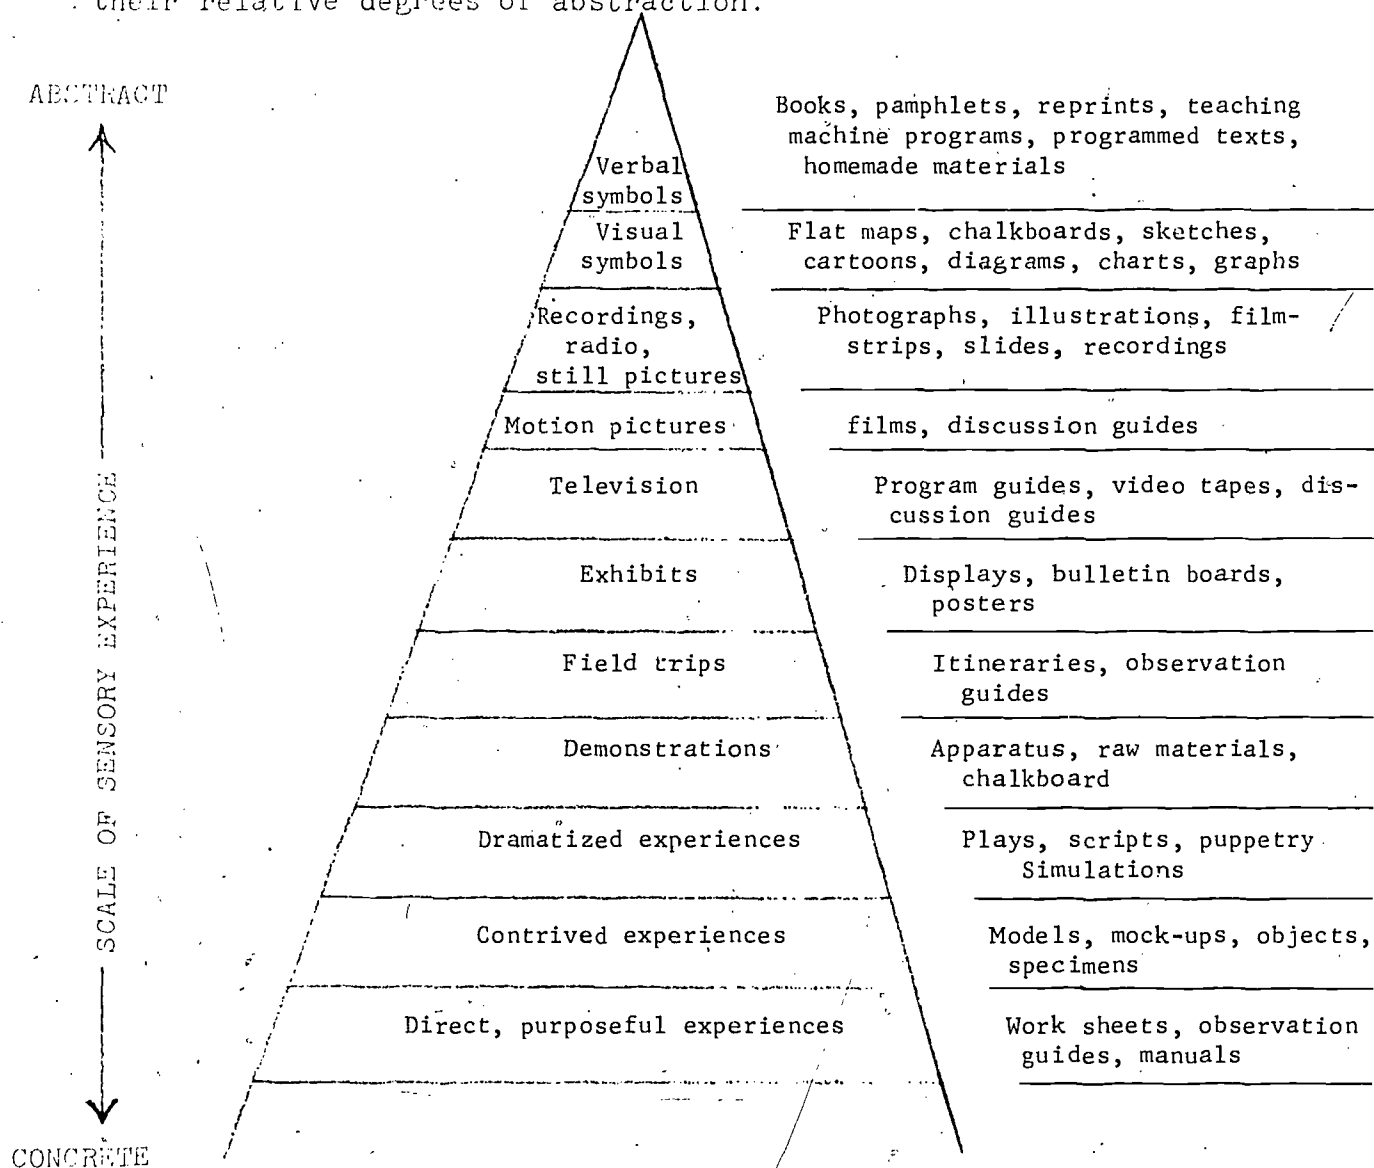 their relative degrees of abstraction.
ABSTRACT
Books, pamphlets, reprints, teaching
machine programs, programmed texts,
homemade materials
Verbal
symbols
Visual
symbols
Flat maps, chalkboards, sketches,
cartoons, diagrams, charts, graphs
Recordings,
radio,
still pictures
Photographs, illustrations, film-
strips, slides, recordings
Motion pictures
films, discussion guides
Television
Program guides, video tapes, dis-
cussion guides
Exhibits
Displays, bulletin boards,
posters
Field trips
Itineraries, observation
guides
Demonstrations
Apparatus, raw materials,
chalkboard
Dramatized experiences
Plays, scripts, puppetry
Simulations
Contrived experiences
Models, mock-ups, objects,
specimens
Direct, purposeful experiences
Work sheets, observation
guides, manuals
SCALE OF SENSORY EXPERIENCE
CONCRETE